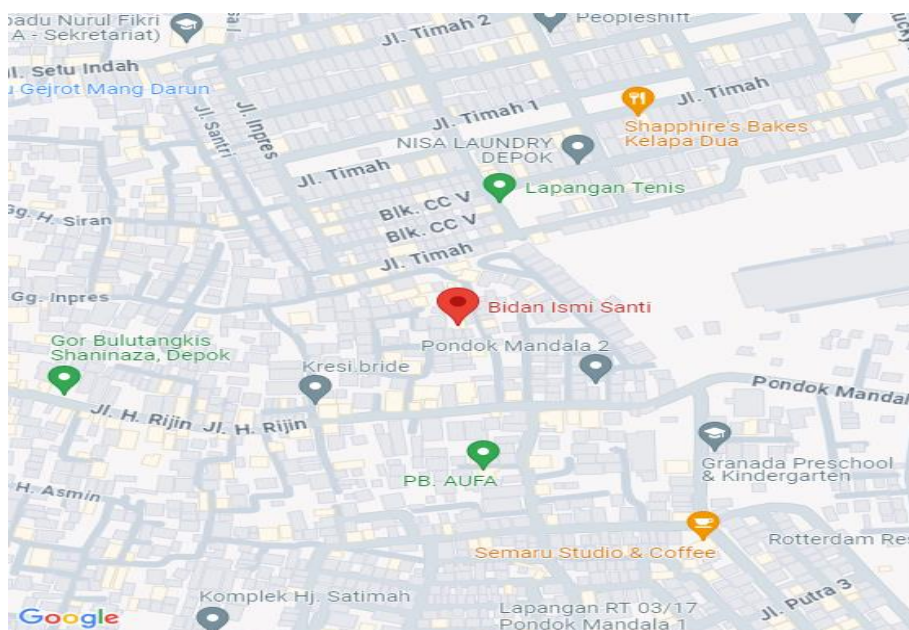 padu Nurul Fikri
A - Sekretariat)
Jl. Timah 2
Peopleshift
Jl. Setu Indah
Gejrot Mang Darun
Jl. Santri
Jl. Inpres
Jl. Timah 1
Jl. Timah
Shapphire's Bakes
Kelapa Dua
NISA LAUNDRY
DEPOK
Jl. Timah
Lapangan Tenis
Blk. CC V
Blk. CC V
Gg. H. Siran
Jl. Timah
Gg. Inpres
Bidan Ismi Santi
Gor Bulutangkis
Shaninaza, Depok
Pondok Mandala 2
Kresi.bride
Pondok Mandal
Jl. H. Rijin
Jl. H. Rijin
Granada Preschool
& Kindergarten
PB. AUFA
H. Asmin
Semaru Studio & Coffee
Rotterdam Res
Komplek Hj. Satimah
Lapangan RT 03/17
Pondok Mandala 1
Jl. Putra 3
Google